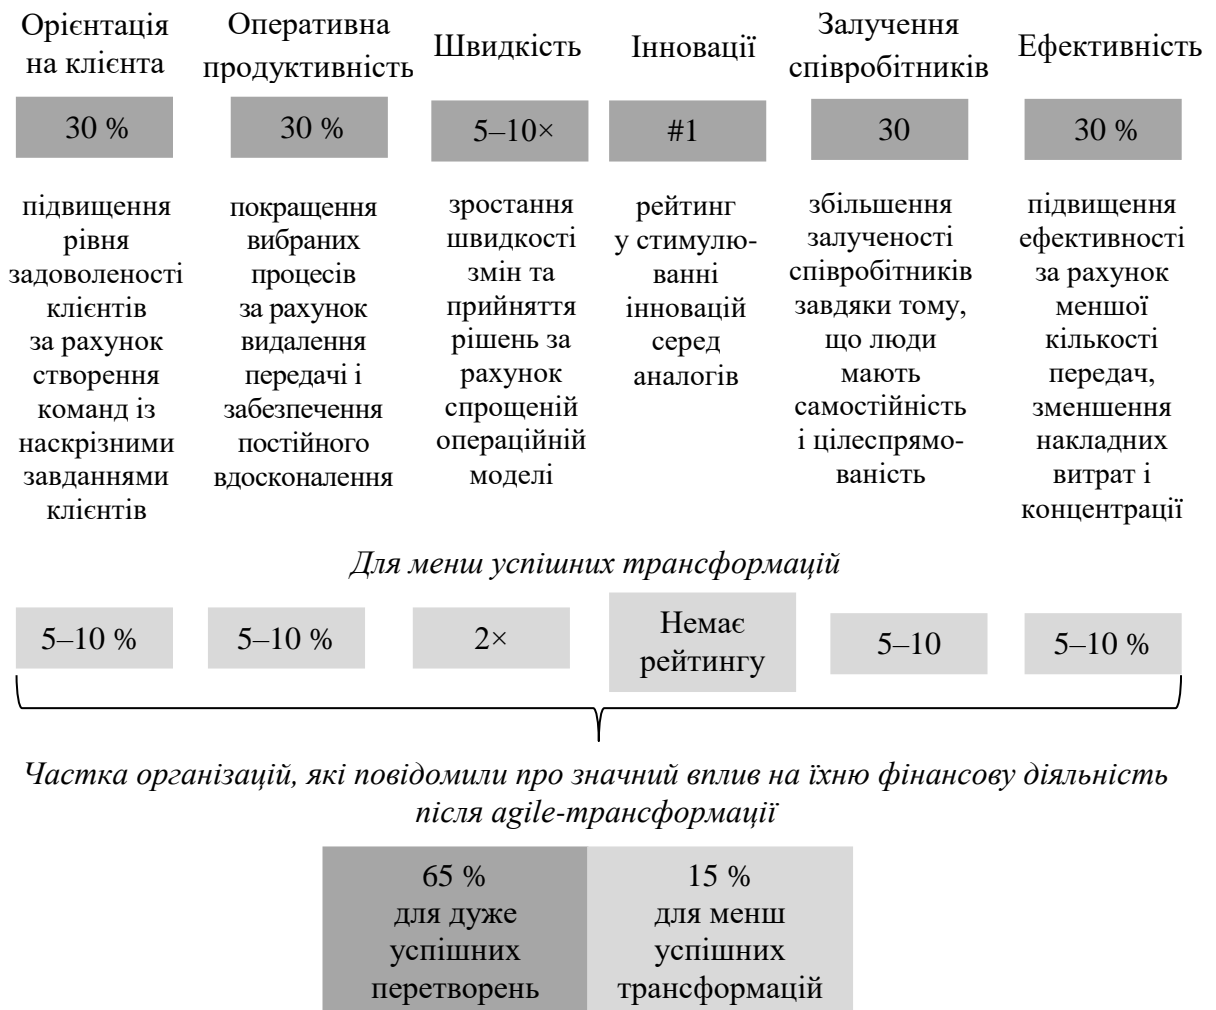 Орієнтація
на клієнта
Оперативна
продуктивність
Швидкість
Інновації
Залучення
співробітників
Ефективність
30 %
30 %
5–10×
#1
30
30 %
підвищення
рівня
задоволеності
клієнтів
за рахунок
створення
команд із
наскрізними
завданнями
клієнтів
покращення
вибраних
процесів
за рахунок
видалення
передачі і
забезпечення
постійного
вдосконалення
зростання
швидкості
змін та
прийняття
рішень за
рахунок
спрощеній
операційній
моделі
рейтинг
у стимулю-
ванні
інновацій
серед
аналогів
збільшення
залученості
співробітників
завдяки тому,
що люди
мають
самостійність
і цілеспрямо-
ваність
підвищення
ефективності
за рахунок
меншої
кількості
передач,
зменшення
накладних
витрат і
концентрації
Для менш успішних трансформацій
5–10 %
5–10 %
2×
Немає
рейтингу
5–10
5–10 %
Частка організацій, які повідомили про значний вплив на їхню фінансову діяльність
після agile-трансформації
65 %
для дуже
успішних
перетворень
15 %
для менш
успішних
трансформацій